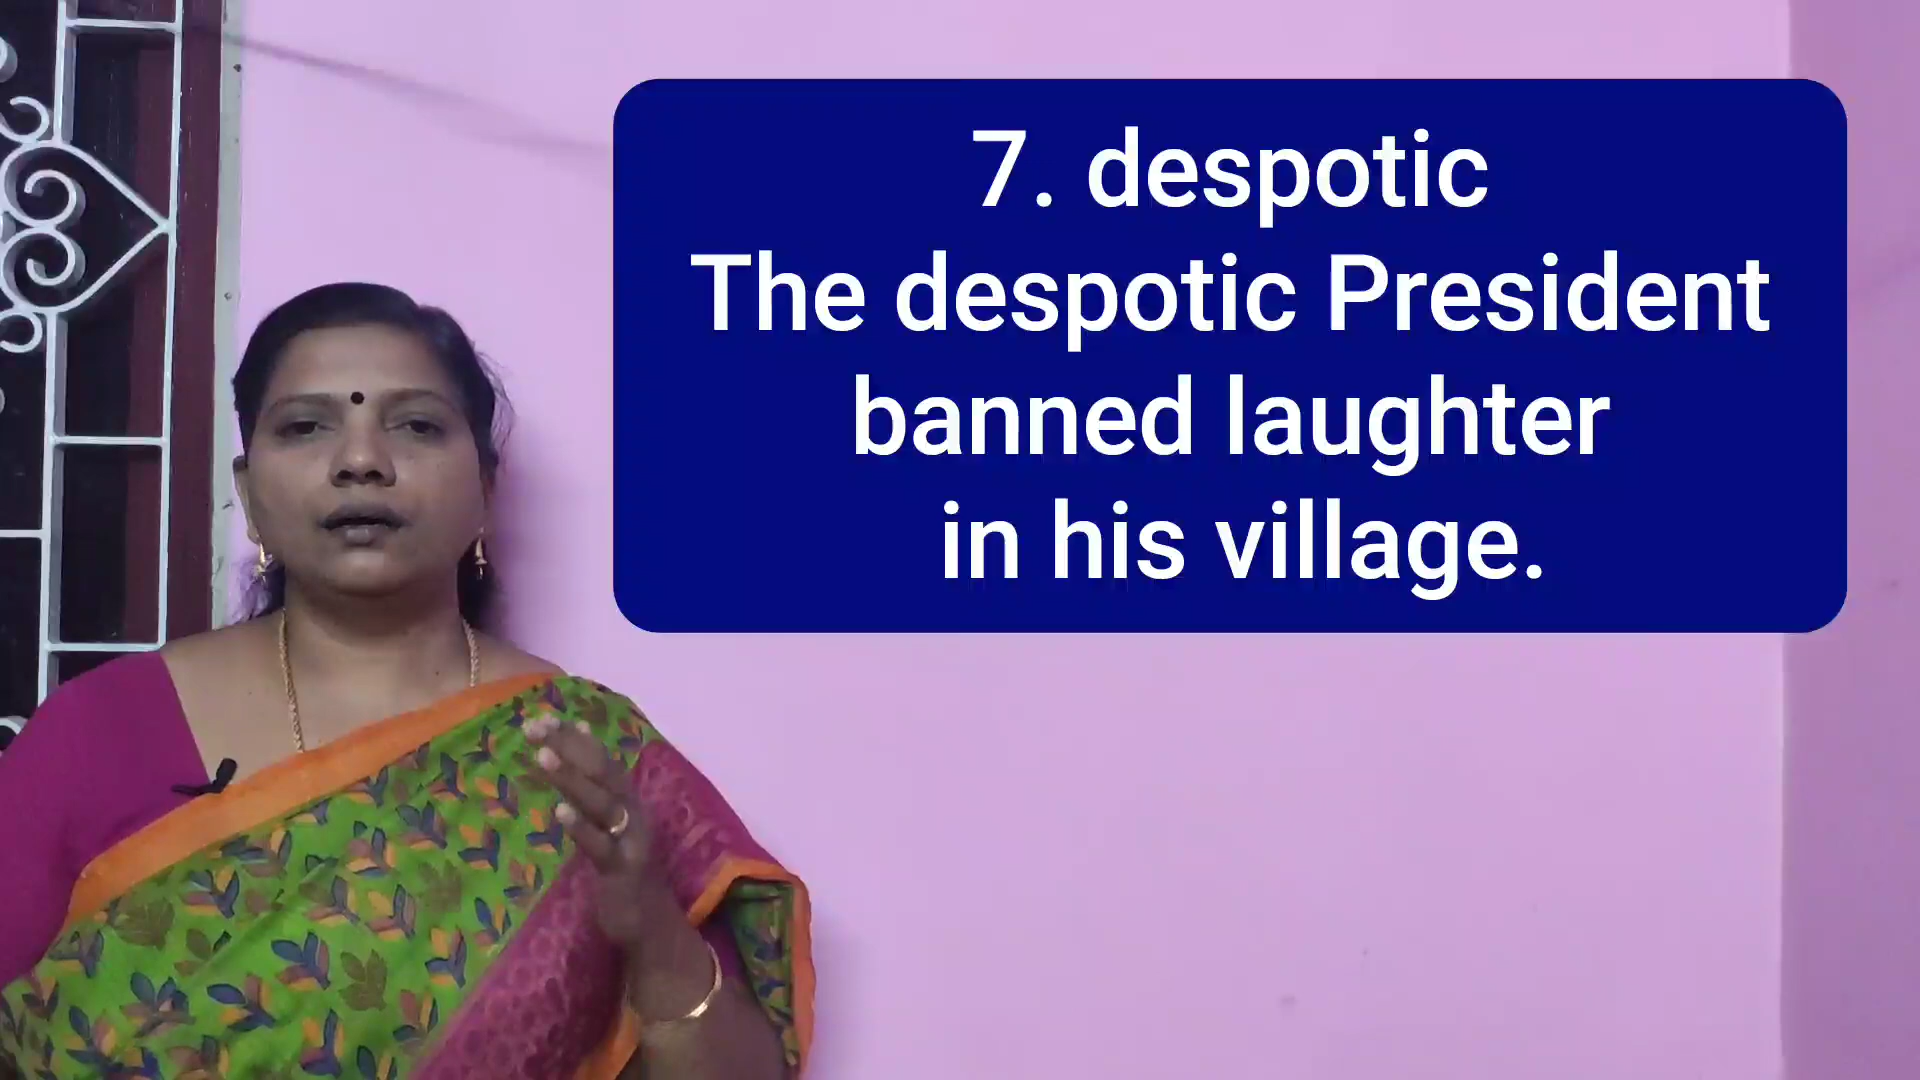 7. despotic
The despotic President
banned laughter
in his village.